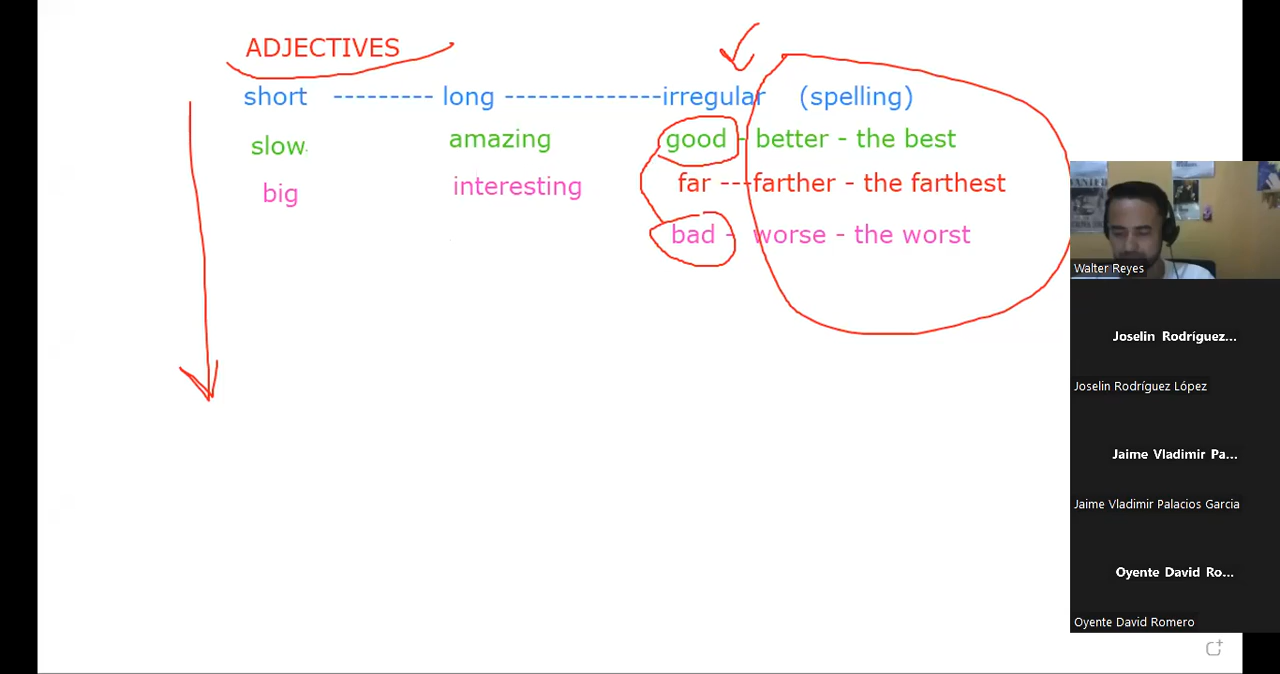 ADJECTIVES
short --------- long --------------irregular (spelling)
slow amazing good - better - the best
big interesting far ---farther - the farthest
bad - worse - the worst
Walter Reyes
Joselin Rodríguez...
Joselin Rodríguez López
Jaime Vladimir Pa...
Jaime Vladimir Palacios Garcia
Oyente David Ro...
Oyente David Romero